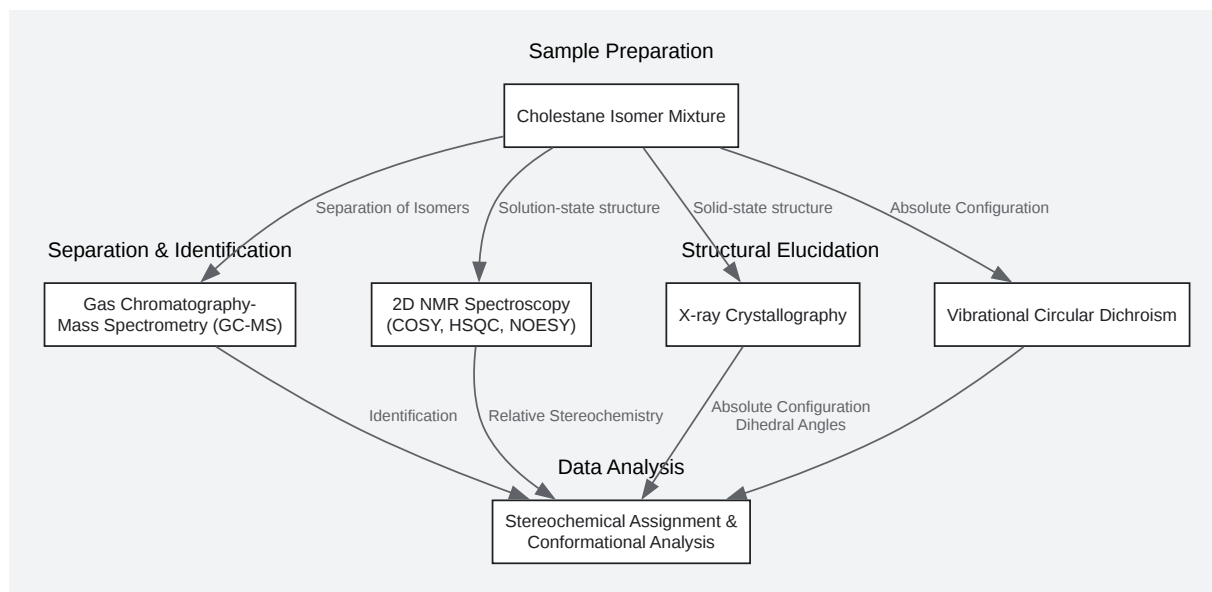 Sample Preparation
Cholestane Isomer Mixture
Separation of Isomers
Solution-state structure
Solid-state structure
Absolute Configuration
Separation & Identification
Structural Elucidation
Gas Chromatography-
Mass Spectrometry (GC-MS)
2D NMR Spectroscopy
(COSY, HSQC, NOESY)
X-ray Crystallography
Vibrational Circular Dichroism
Identification
Relative Stereochemistry
Absolute Configuration
Dihedral Angles
Data Analysis
Stereochemical Assignment &
Conformational Analysis